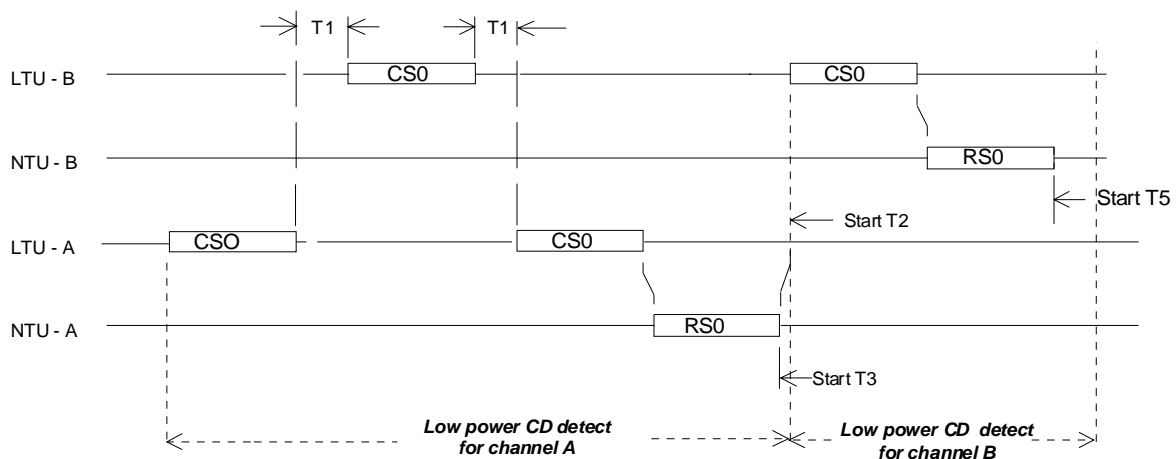 T1
T1
LTU - B
CS0
CS0
NTU - B
RS0
Start T5
Start T2
LTU - A
CSO
CS0
NTU - A
RS0
Start T3
Low power CD detect
for channel A
Low power CD detect
for channel B